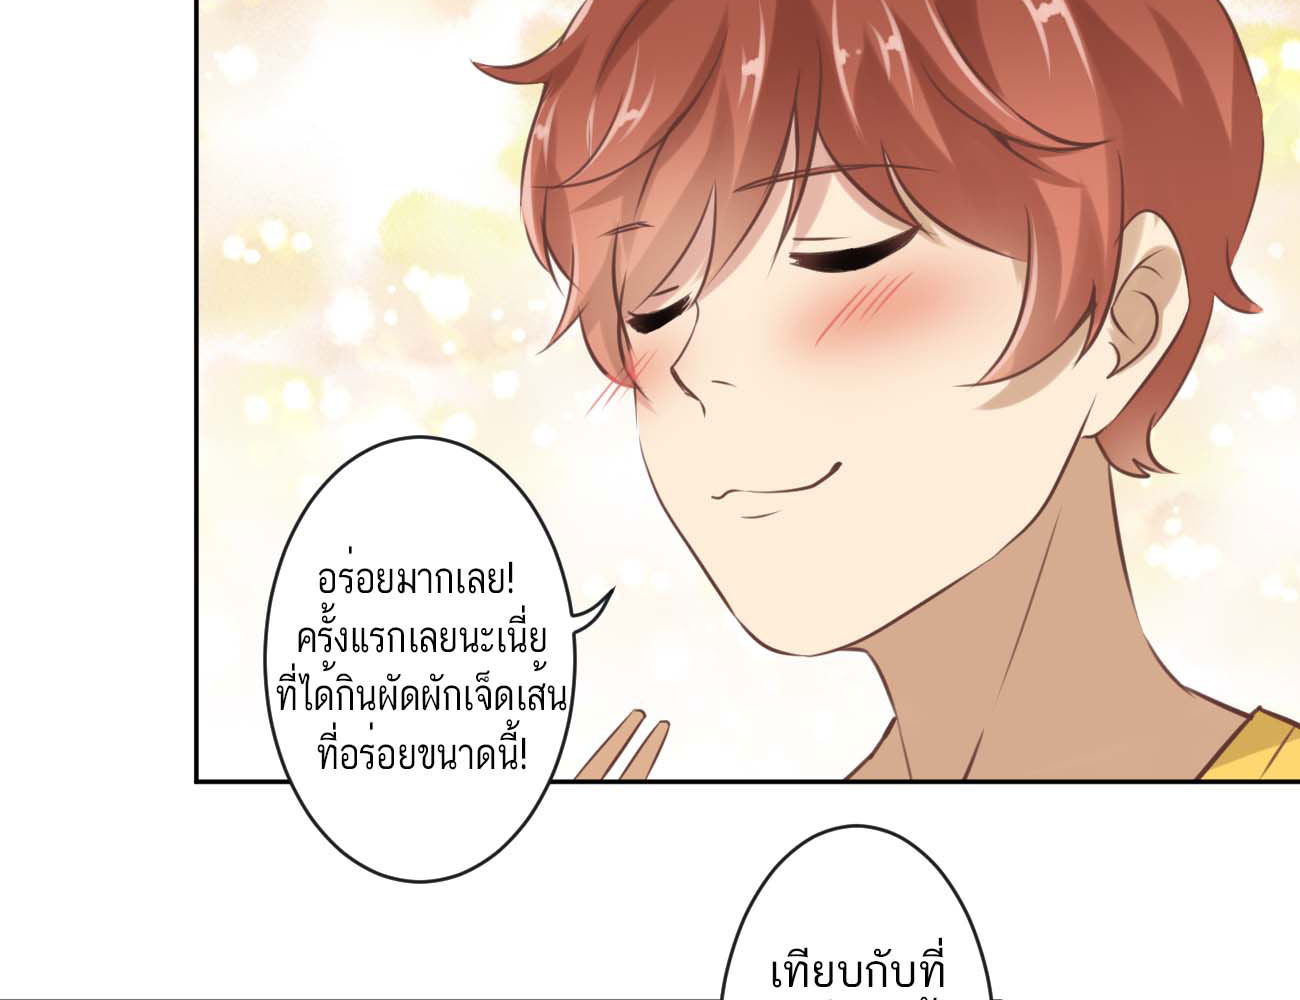 อร่อยมากเลย!
ครั้งแรกเลยนะเนี่ย
ที่ได้กินผัดผักเจ็ดเส้น
ที่อร่อยขนาดนี้!
เทียบกับที่